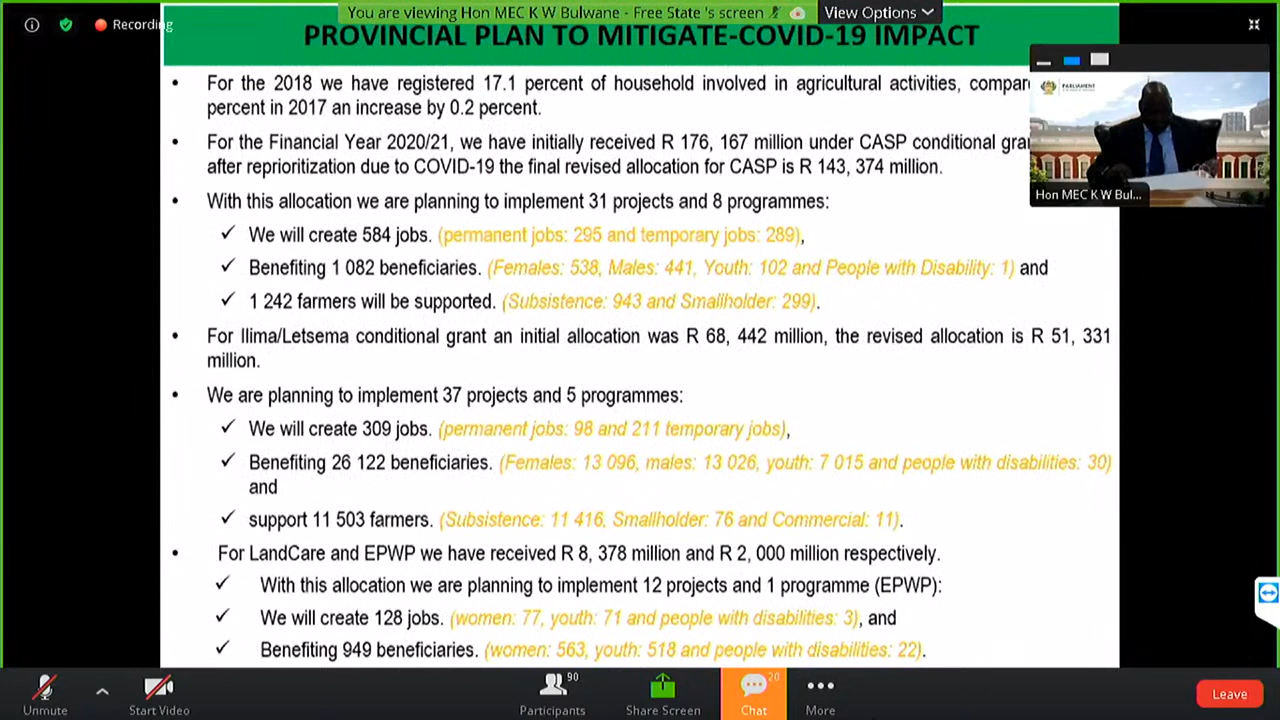 You are viewing Hon MEC K W Bulwane - Free State 's screen
View Options
Recording
PROVINCIAL PLAN TO MITIGATE-COVID-19 IMPACT
• For the 2018 we have registered 17.1 percent of household involved in agricultural activities,
percent in 2017 an increase by 0.2 percent.
• For the Financial Year 2020/21, we have initially received R 176, 167 million under CASP conditional
after reprioritization due to COVID-19 the final revised allocation for CASP is R 143, 374 million.
• With this allocation we are planning to implement 31 projects and 8 programmes:
✓ We will create 584 jobs. (permanent jobs: 295 and temporary jobs: 289),
✓ Benefiting 1 082 beneficiaries. (Females: 538, Males: 441, Youth: 102 and People with Disability: 1) and
✓ 1 242 farmers will be supported. (Subsistence: 943 and Smallholder: 299).
• For Ilima/Letsema conditional grant an initial allocation was R 68, 442 million, the revised allocation is R 51, 331
million.
• We are planning to implement 37 projects and 5 programmes:
✓ We will create 309 jobs. (permanent jobs: 98 and 211 temporary jobs),
✓ Benefiting 26 122 beneficiaries. (Females: 13 096, males: 13 026, youth: 7 015 and people with disabilities: 30)
and
✓ support 11 503 farmers. (Subsistence: 11 416, Smallholder: 76 and Commercial: 11).
• For LandCare and EPWP we have received R 8, 378 million and R 2, 000 million respectively.
✓ With this allocation we are planning to implement 12 projects and 1 programme (EPWP):
✓ We will create 128 jobs. (women: 77, youth: 71 and people with disabilities: 3), and
✓ Benefiting 949 beneficiaries. (women: 563, youth: 518 and people with disabilities: 22).
PARLIAMENT
Hon MEC K W Bul...
Unmute
Start Video
90
Participants
Share Screen
20
Chat
More
Leave